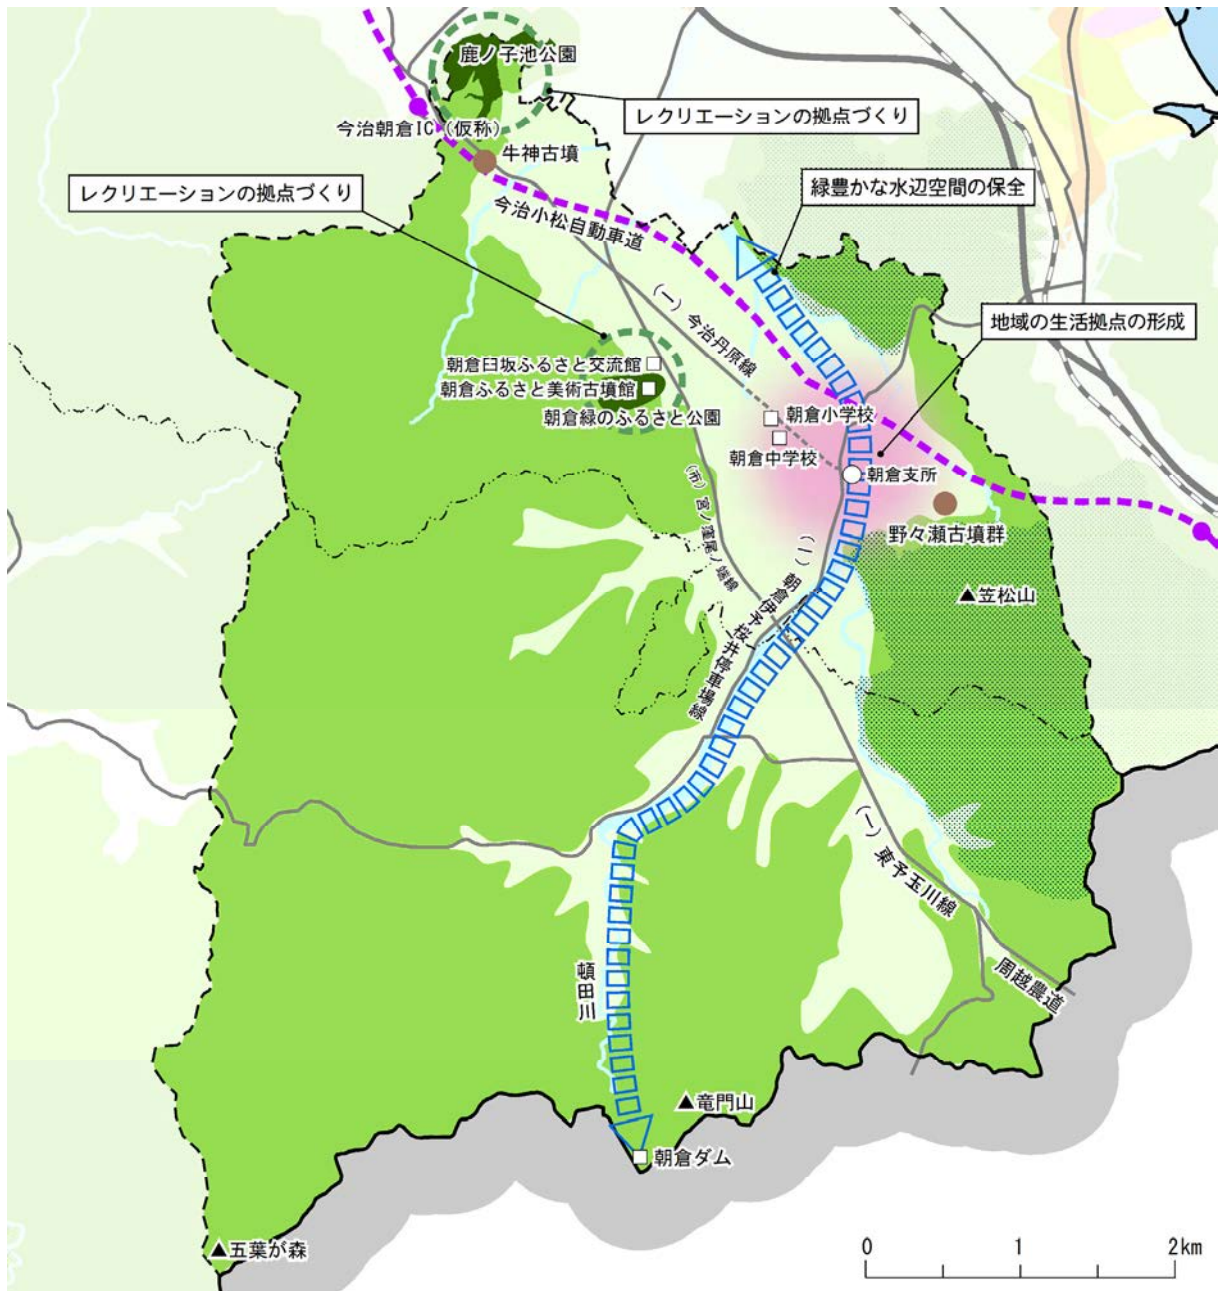 鹿ノ子池公園
レクリエーションの拠点づくり
今治朝倉IC（仮称）
牛神古墳
レクリエーションの拠点づくり
緑豊かな水辺空間の保全
今治小松自動車道
（一）今治丹原線
地域の生活拠点の形成
朝倉臼坂ふるさと交流館
朝倉ふるさと美術古墳館
朝倉緑のふるさと公園
朝倉小学校
朝倉中学校
朝倉支所
（市）宮ノ窪尾ノ端線
野々瀬古墳群
（一）朝倉伊予桜井停車場線
▲笠松山
（一）東予玉川線
頓田川
周越農道
▲竜門山
朝倉ダム
▲五葉が森
0 1 2km